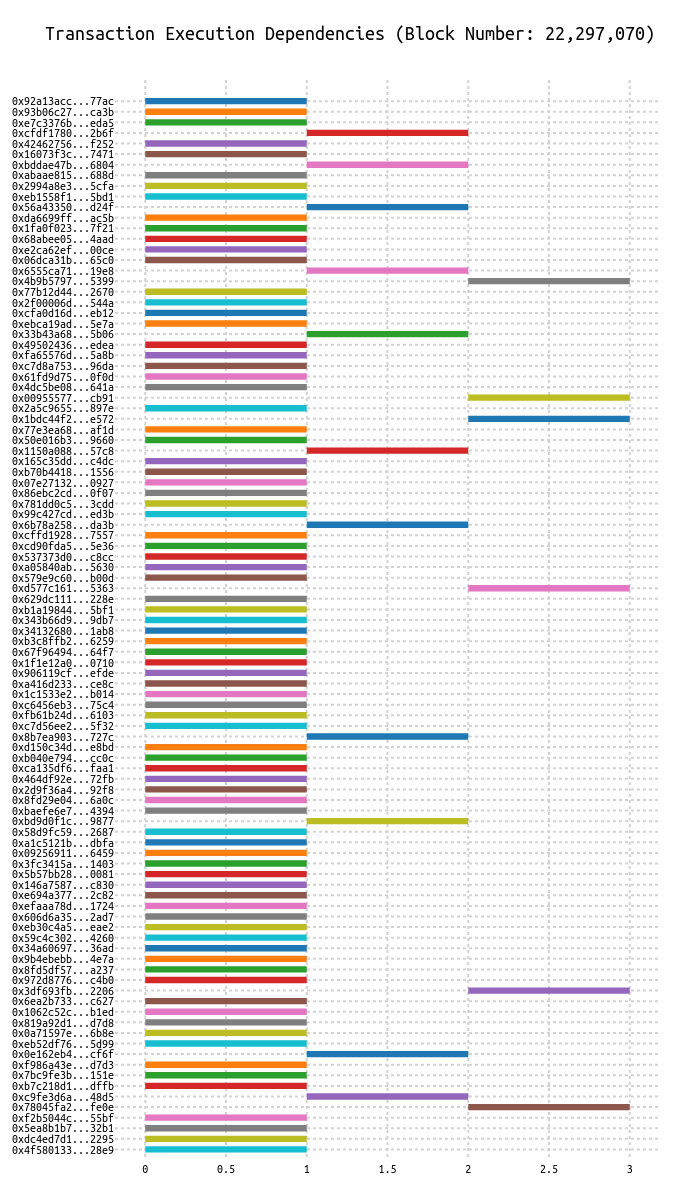 Transaction Execution Dependencies (Block Number: 22,297,070)
0x92a13acc...77ac
0x93b06c27...ca3b
0xe7c3376b...eda5
0xcfdf1780...2b6f
0x42462756...f252
0x16073f3c...7471
0xbddae47b...6804
0xabaae815...688d
0x2994a8e3...5cfa
0xeb1558f1...5bd1
0x56a43350...d24f
0xda6699ff...ac5b
0x1fa0f023...7f21
0x68abee05...4aad
0xe2ca62ef...00ce
0x06dca31b...65c0
0x6555ca71...19e8
0x4b9b5797...5399
0x77b12d44...2670
0x2f00006d...544a
0xcfa0d16d...eb12
0xebca19ad...5e7a
0x33b43a68...5b06
0x49502436...edea
0xfa65576d...5a8b
0xc7d8a753...96da
0x61fd9d75...0f0d
0x4dc5be08...641a
0x00955577...cb91
0x2a5c9655...897e
0x1bdc44f2...e572
0x77e3ea68...af1d
0x50e016b3...9660
0x1150a088...57c8
0x165c35dd...c4dc
0xb70b4418...1556
0x07e27132...0927
0x86ebc2cd...0f07
0x781dd0c5...3cdd
0x99c427cd...ed3b
0x6b78a258...da3b
0xcffd1928...7557
0xcd90fda5...5e36
0x537373d0...c8cc
0xa05840ab...5630
0x579e9c60...b00d
0xd577c161...5363
0x629dc111...228e
0xb1a19844...5bf1
0x343b66d9...9db7
0x34132680...1ab8
0xb3c8ffb2...6259
0x67f96494...64f7
0x1f1e12a0...0710
0x906119cf...efde
0xa416d233...ce8c
0x1c1533e2...b014
0xc6456eb3...75c4
0xfb61b24d...6103
0xc7d56ee2...5f32
0x8b7ea903...727c
0xd150c34d...e8bd
0xb040e794...cc0c
0xca135df6...faa1
0x464df92e...72fb
0x2d9f36a4...92f8
0x8fd29e04...6a0c
0xbaefe6e7...4394
0xbd9d0f1c...9877
0x58d9fc59...2687
0xa1c5121b...dbfa
0x09256911...6459
0x3fc3415a...1403
0x5b57bb28...0081
0x146a7587...c830
0xe694a377...2c82
0xefaaa78d...1724
0x606d6a35...2ad7
0xeb30c4a5...eae2
0x59c4c302...4260
0x34a60697...36ad
0x9b4ebebb...4e7a
0x8fd5df57...a237
0x972d8776...c4b0
0x3df693fb...2206
0x6ea2b733...c627
0x1062c52c...b1ed
0x819a92d1...d7d8
0x0a71597e...6b8e
0xeb52df76...5d99
0x0e162eb4...cf6f
0xf986a43e...d7d3
0x7bc9fe3b...151e
0xb7c218d1...dffb
0xc9fe3d6a...48d5
0x78045fa2...fe0e
0xf2b5044c...55bf
0x5ea8b1b7...32b1
0xdc4ed7d1...2295
0x4f580133...28e9
0 0.5 1 1.5 2 2.5 3